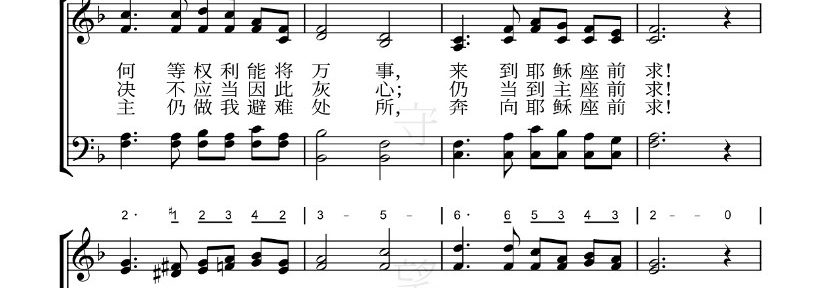 何 等 权 利 能 将 万 事， 来 到 耶 稣 座 前 求！
决 不 应 当 因 此 灰 心； 仍 当 到 主 座 前 求！
主 仍 做 我 避 难 处 所， 奔 向 耶 稣 座 前 求！
守
2· ♯1 2 3 4 2 | 3 - 5 - | 6· 6 5 3 4 3 | 2 - - 0 |
望